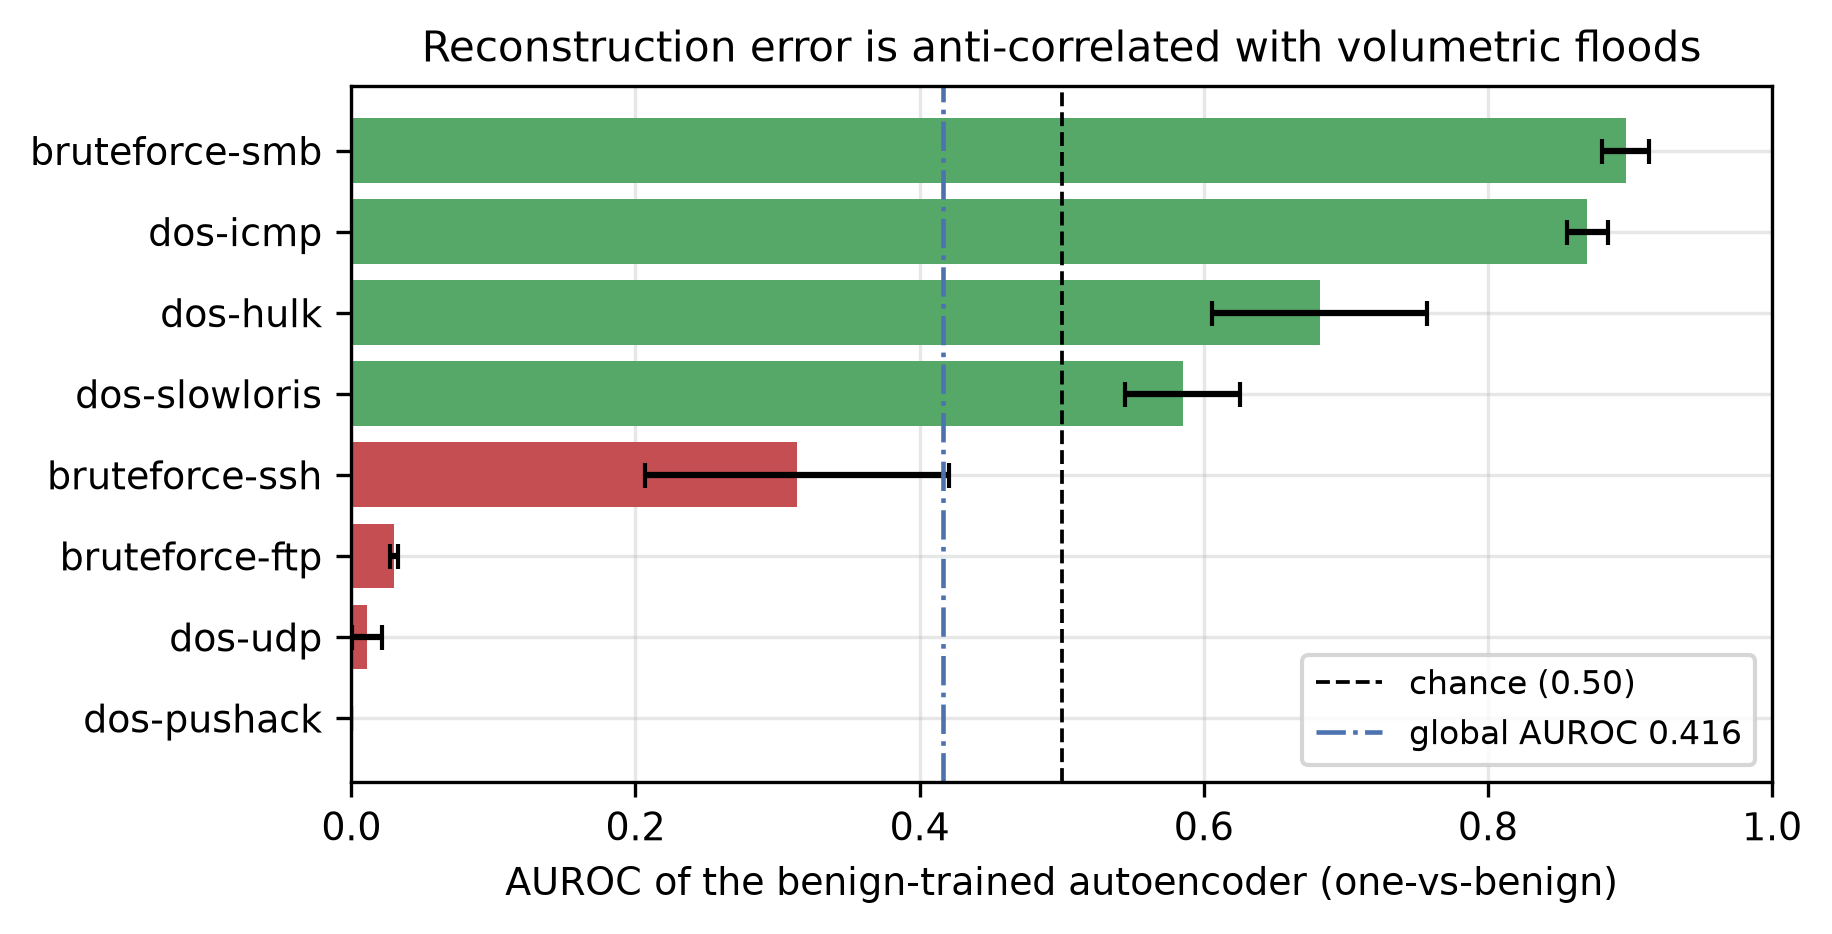 Reconstruction error is anti-correlated with volumetric floods
bruteforce-smb
dos-icmp
dos-hulk
dos-slowloris
bruteforce-ssh
bruteforce-ftp
dos-udp
dos-pushack
chance (0.50)
global AUROC 0.416
0.0 0.2 0.4 0.6 0.8 1.0
AUROC of the benign-trained autoencoder (one-vs-benign)